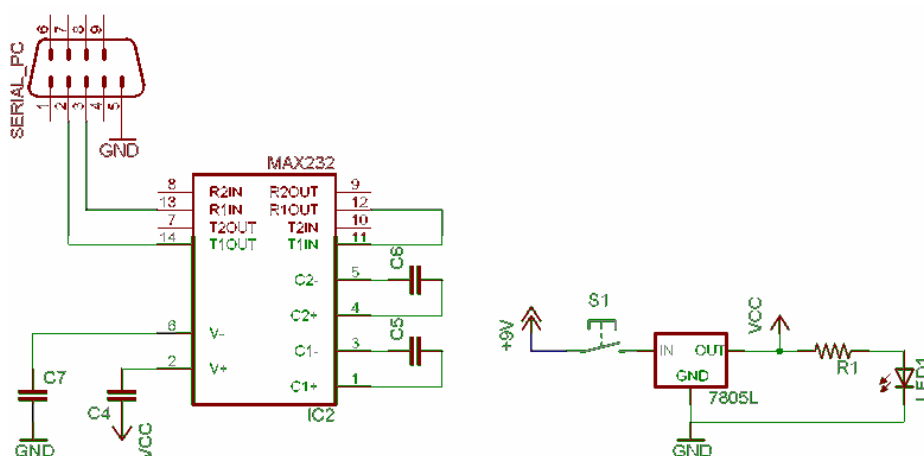 6 7 8 9
SERIAL_PC
1 2 3 4 5
GND
MAX232
8 R2IN R2OUT 9
13 R1IN R1OUT 12
7 T2OUT T2IN 10
14 T1OUT T1IN 11
C2- 5
C6
C2+ 4
6 V-
C1- 3
C5
2 V+
C1+ 1
IC2
C7
C4
GND
VCC
+9V
S1
IN OUT
GND
7805L
VCC
R1
LED1
GND